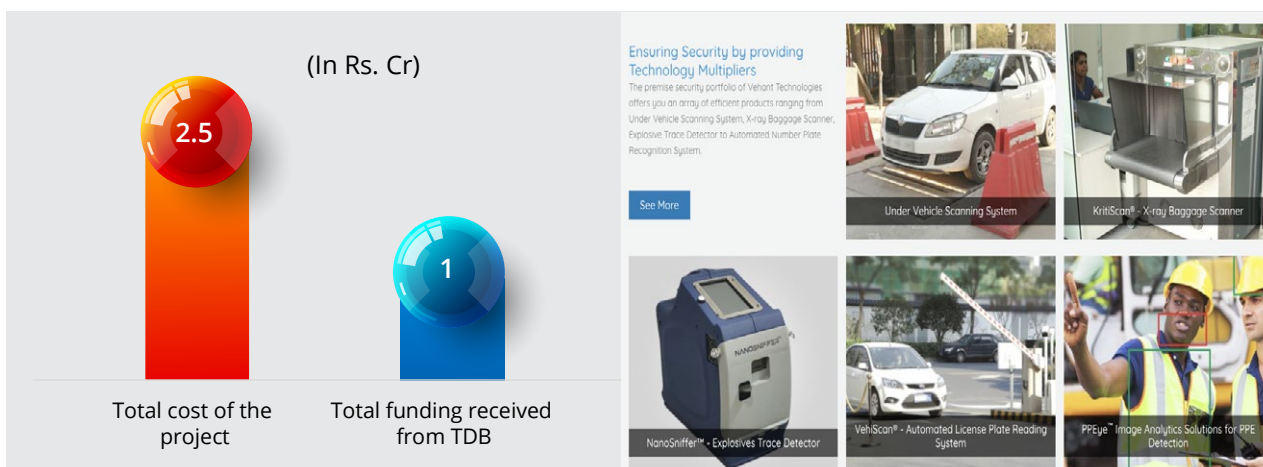 (In Rs. Cr)
2.5
1
Total cost of the
project
Total funding received
from TDB
Ensuring Security by providing
Technology Multipliers
The premise security portfolio of Vehant Technologies
offers you an array of efficient products ranging from
Under Vehicle Scanning System, X-ray Baggage Scanner,
Explosive Trace Detector to Automated Number Plate
Recognition System.
See More
Under Vehicle Scanning System
KritiScan® - X-ray Baggage Scanner
NANOSNIFFER™
NanoSniffer™ - Explosives Trace Detector
VehiScan® - Automated License Plate Reading
System
PPEye™ Image Analytics Solutions for PPE
Detection